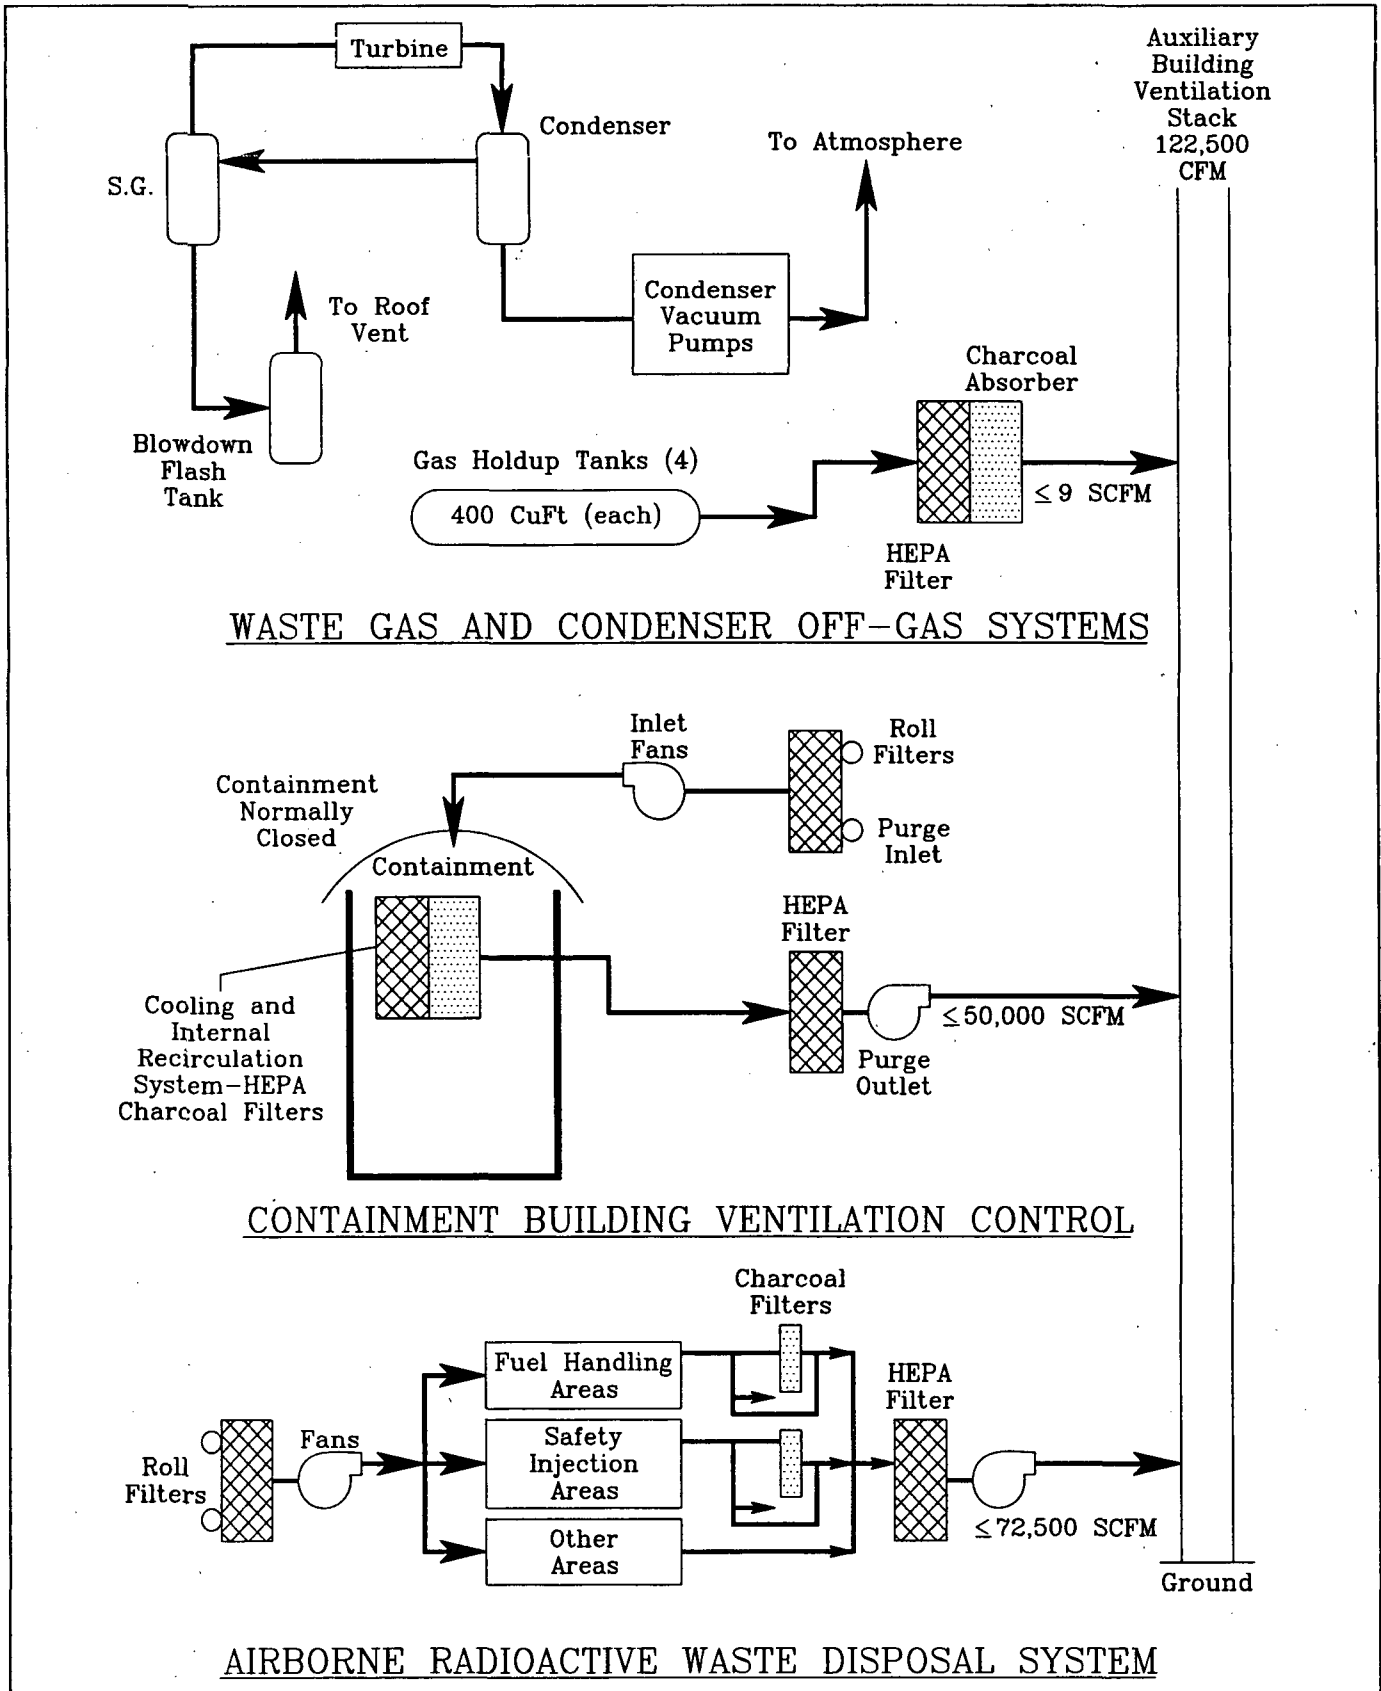 Turbine
Condenser
S.G.
To Atmosphere
Auxiliary
Building
Ventilation
Stack
122,500
CFM
To Roof
Vent
Condenser
Vacuum
Pumps
Blowdown
Flash
Tank
Charcoal
Absorber
Gas Holdup Tanks (4)
400 CuFt (each)
≤ 9 SCFM
HEPA
Filter
WASTE GAS AND CONDENSER OFF-GAS SYSTEMS
Inlet
Fans
Roll
Filters
Purge
Inlet
Containment
Normally
Closed
Containment
HEPA
Filter
Cooling and
Internal
Recirculation
System-HEPA
Charcoal Filters
≤50,000 SCFM
Purge
Outlet
CONTAINMENT BUILDING VENTILATION CONTROL
Charcoal
Filters
Fuel Handling
Areas
HEPA
Filter
Roll
Filters
Fans
Safety
Injection
Areas
Other
Areas
≤72,500 SCFM
Ground
AIRBORNE RADIOACTIVE WASTE DISPOSAL SYSTEM